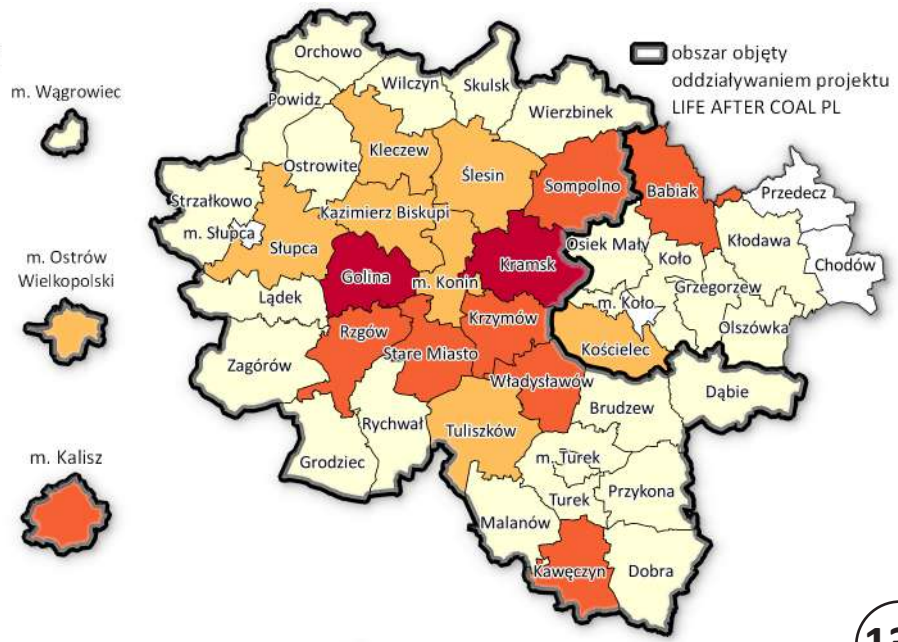 obszar objęty
oddziaływaniem projektu
LIFE AFTER COAL PL
m. Wągrowiec
m. Ostrów
Wielkopolski
m. Kalisz
Orchowo
Wilczyn
Skulsk
Powidz
Wierzbinek
Ostrowite
Kleczew
Ślesin
Sompolno
Babiak
Przedecz
Strzałkowo
Kazimierz Biskupi
m. Słupca
Słupca
Osiek Mały
Koło
Kłodawa
Golina
Kramsk
Chodów
Lądek
m. Konin
Grzegorzew
m. Koło
Rzgów
Krzymów
Olszówka
Stare Miasto
Kościelec
Zagórów
Władysławów
Dąbie
Brudzew
Rychwał
Tuliszków
Grodziec
m. Turek
Turek
Przykona
Malanów
Kawęczyn
Dobra